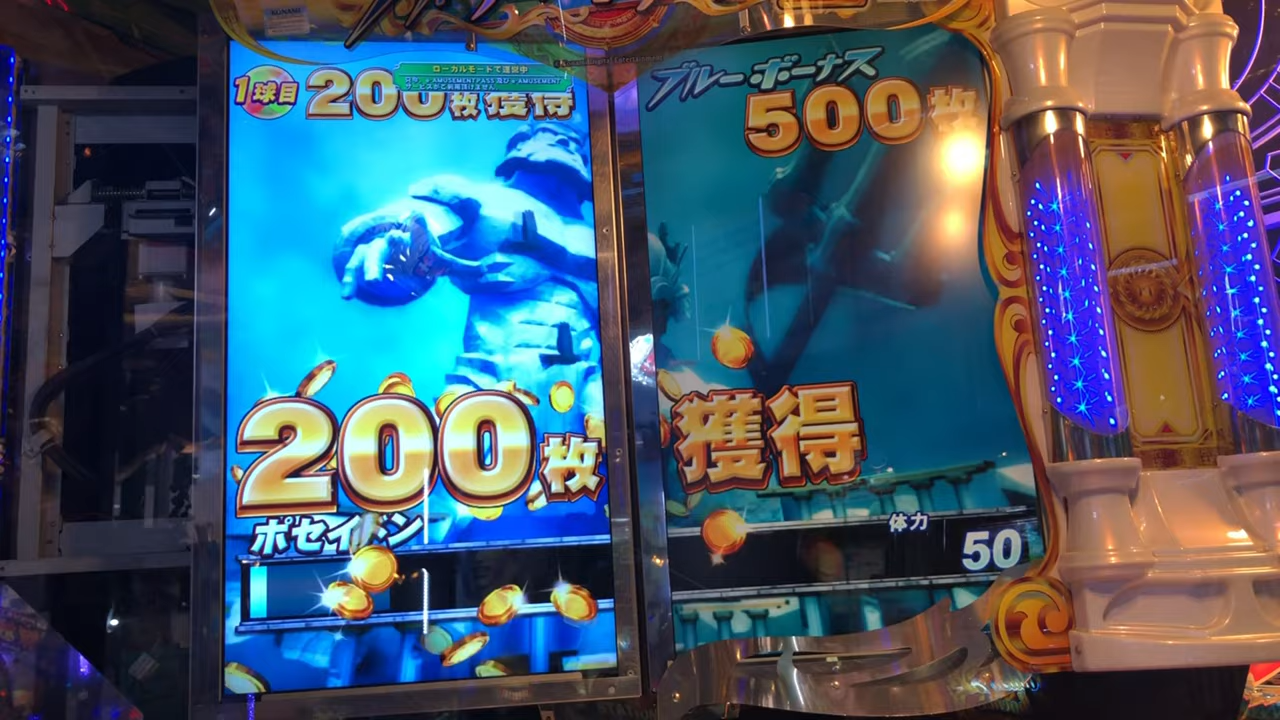 KONAMI
ローカルモードで運営中
1球目
200枚獲得
ブルーボーナス
500枚
200枚
獲得
ポセイドン
体力
50